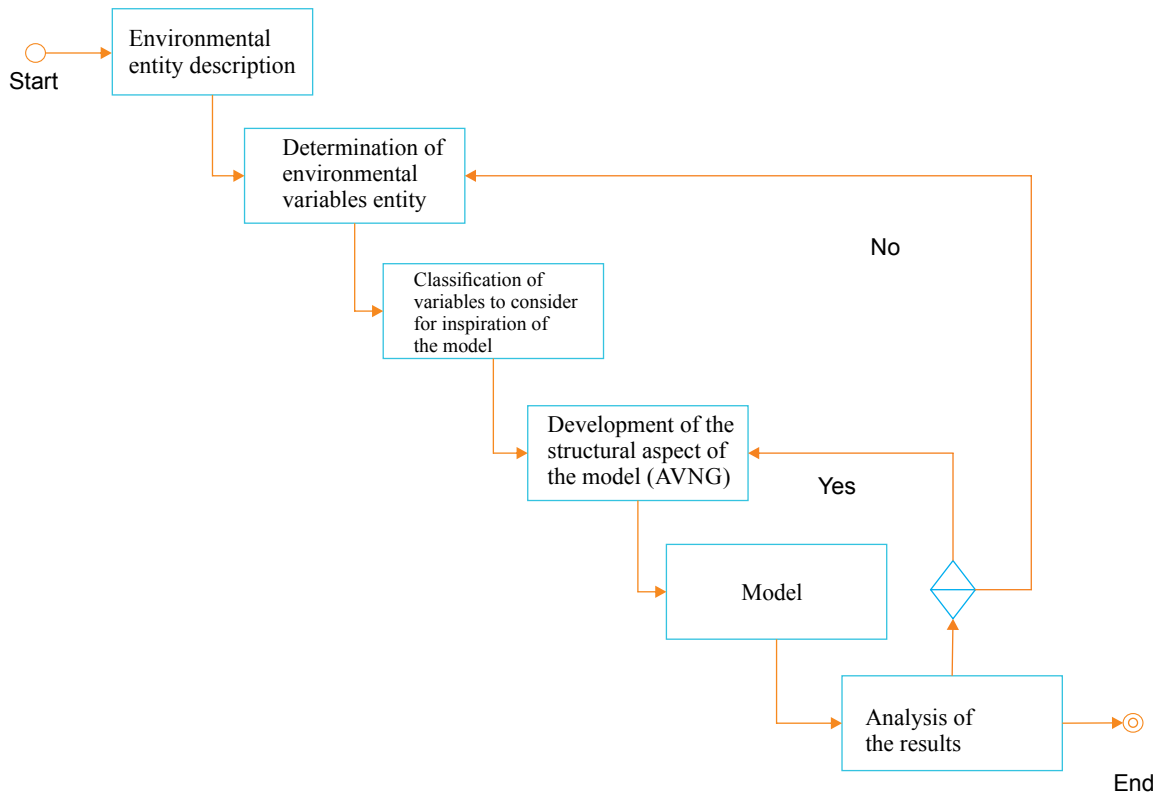 Environmental
entity description
Start
Determination of
environmental
variables entity
No
Classification of
variables to consider
for inspiration of
the model
Development of the
structural aspect of
the model (AVNG)
Yes
Model
Analysis of
the results
End